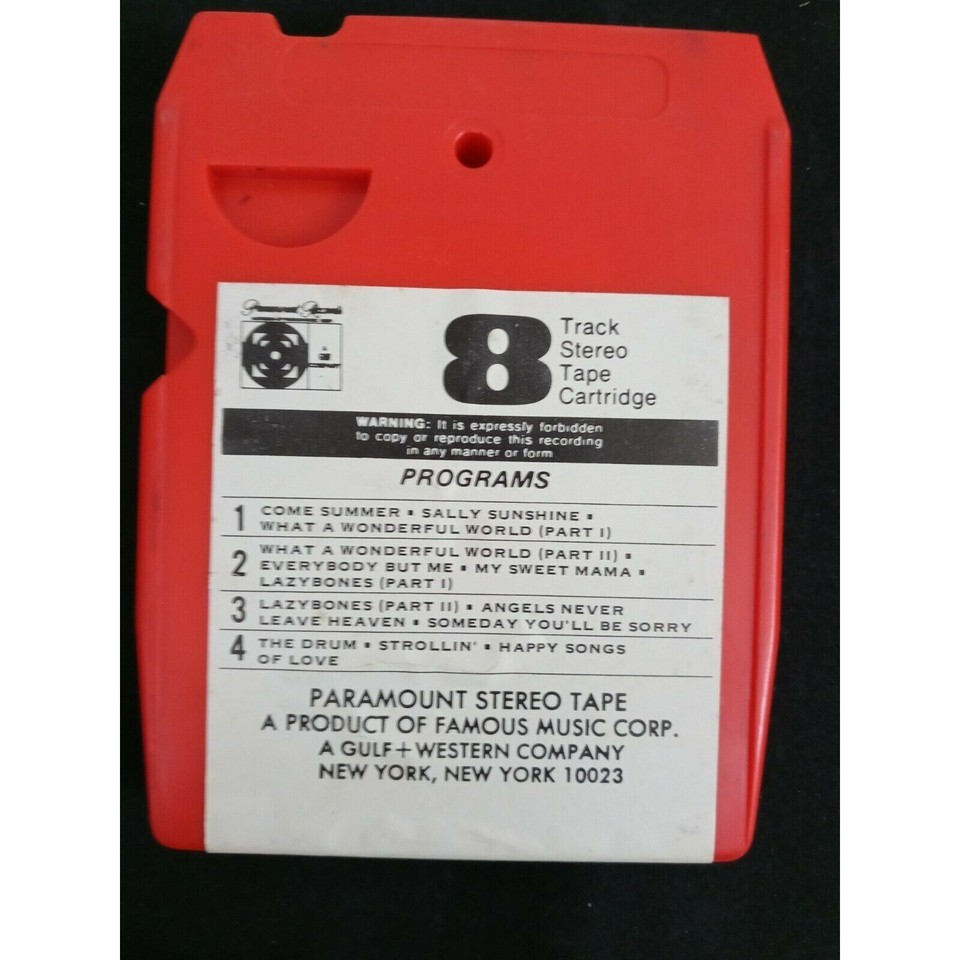 Paramount Records
8 Track
Stereo
Tape
Cartridge
WARNING: It is expressly forbidden
to copy or reproduce this recording
in any manner or form
PROGRAMS
1 COME SUMMER ▪ SALLY SUNSHINE ▪
WHAT A WONDERFUL WORLD (PART I)
2 WHAT A WONDERFUL WORLD (PART II) ▪
EVERYBODY BUT ME ▪ MY SWEET MAMA ▪
LAZYBONES (PART I)
3 LAZYBONES (PART II) ▪ ANGELS NEVER
LEAVE HEAVEN ▪ SOMEDAY YOU'LL BE SORRY
4 THE DRUM ▪ STROLLIN' ▪ HAPPY SONGS
OF LOVE
PARAMOUNT STEREO TAPE
A PRODUCT OF FAMOUS MUSIC CORP.
A GULF+WESTERN COMPANY
NEW YORK, NEW YORK 10023